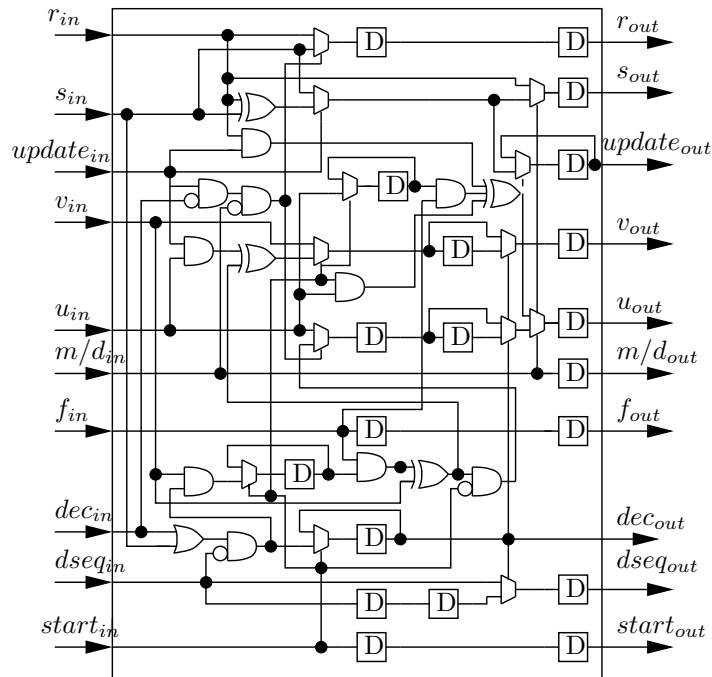 r_in D D r_out
s_in D s_out
update_in D D update_out
v_in D D v_out
u_in D D D u_out
m/d_in D m/d_out
f_in D D f_out
D
dec_in D dec_out
dseq_in D D D dseq_out
start_in D D start_out